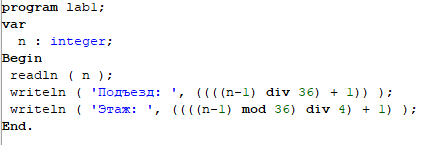 program lab1;
var
n : integer;
Begin
readln ( n );
writeln ( 'Подъезд: ', ((((n-1) div 36) + 1)) );
writeln ( 'Этаж: ', ((((n-1) mod 36) div 4) + 1) );
End.